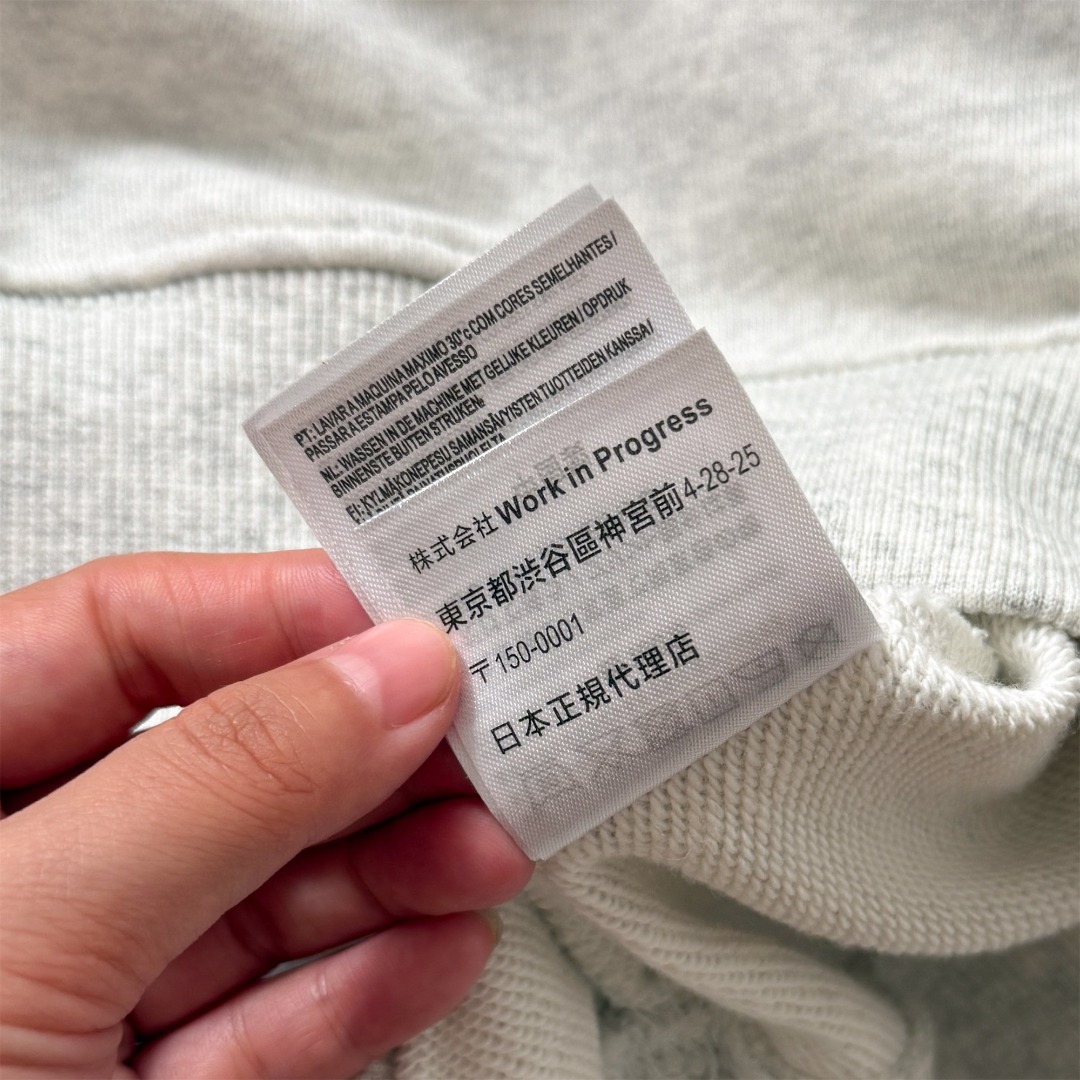 PT: LAVAR A MAQUINA MAXIMO 30°c COM CORES SEMELHANTES /
PASSAR A ESTAMPA PELO AVESSO
NL: WASSEN IN DE MACHINE MET GELIJKE KLEUREN / OPDRUK
BINNENSTE BUITEN STRIJKEN:
FI: KYLMÄKONEPESU SAMANSÄVYISTEN TUOTTEIDEN KANSSA /
株式会社 Work in Progress
東京都渋谷區神宮前4-28-25
〒150-0001
日本正規代理店